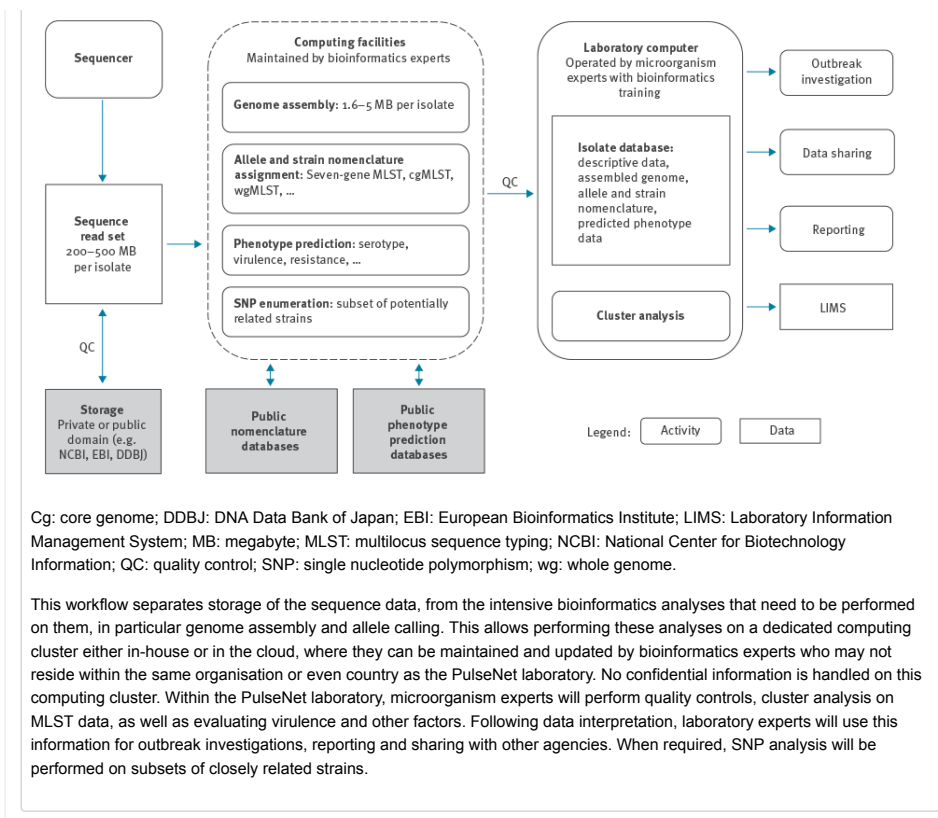 Sequencer
Sequence
read set
200–500 MB
per isolate
QC
Storage
Private or public
domain (e.g.
NCBI, EBI, DDBJ)
Computing facilities
Maintained by bioinformatics experts
Genome assembly: 1.6–5 MB per isolate
Allele and strain nomenclature
assignment: Seven-gene MLST, cgMLST,
wgMLST, ...
Phenotype prediction: serotype,
virulence, resistance, ...
SNP enumeration: subset of potentially
related strains
Public
nomenclature
databases
Public
phenotype
prediction
databases
QC
Laboratory computer
Operated by microorganism
experts with bioinformatics
training
Isolate database:
descriptive data,
assembled genome,
allele and strain
nomenclature,
predicted phenotype
data
Cluster analysis
Outbreak
investigation
Data sharing
Reporting
LIMS
Legend:
Activity
Data
Cg: core genome; DDBJ: DNA Data Bank of Japan; EBI: European Bioinformatics Institute; LIMS: Laboratory Information
Management System; MB: megabyte; MLST: multilocus sequence typing; NCBI: National Center for Biotechnology
Information; QC: quality control; SNP: single nucleotide polymorphism; wg: whole genome.
This workflow separates storage of the sequence data, from the intensive bioinformatics analyses that need to be performed
on them, in particular genome assembly and allele calling. This allows performing these analyses on a dedicated computing
cluster either in-house or in the cloud, where they can be maintained and updated by bioinformatics experts who may not
reside within the same organisation or even country as the PulseNet laboratory. No confidential information is handled on this
computing cluster. Within the PulseNet laboratory, microorganism experts will perform quality controls, cluster analysis on
MLST data, as well as evaluating virulence and other factors. Following data interpretation, laboratory experts will use this
information for outbreak investigations, reporting and sharing with other agencies. When required, SNP analysis will be
performed on subsets of closely related strains.